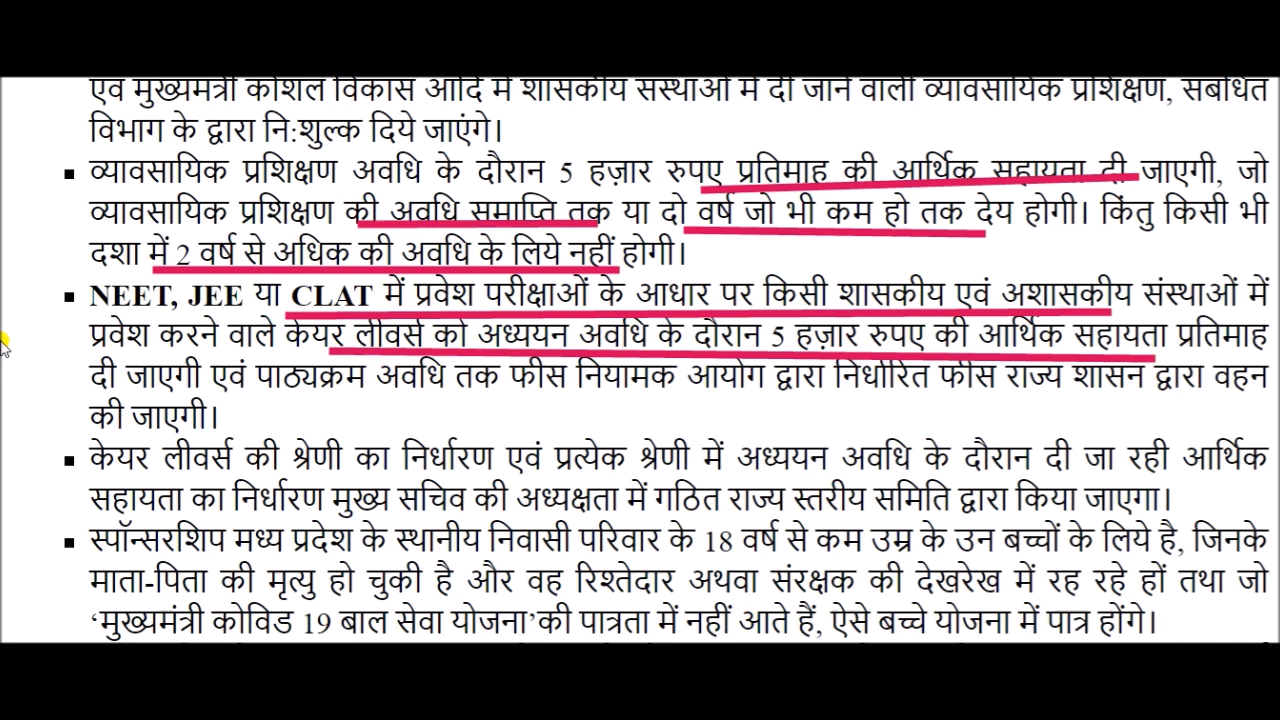 एवं मुख्यमंत्री कौशल विकास आदि में शासकीय संस्थाओं में दी जाने वाली व्यावसायिक प्रशिक्षण, संबंधित
विभाग के द्वारा नि:शुल्क दिये जाएंगे।
▪ व्यावसायिक प्रशिक्षण अवधि के दौरान 5 हज़ार रुपए प्रतिमाह की आर्थिक सहायता दी जाएगी, जो
व्यावसायिक प्रशिक्षण की अवधि समाप्ति तक या दो वर्ष जो भी कम हो तक देय होगी। किंतु किसी भी
दशा में 2 वर्ष से अधिक की अवधि के लिये नहीं होगी।
▪ NEET, JEE या CLAT में प्रवेश परीक्षाओं के आधार पर किसी शासकीय एवं अशासकीय संस्थाओं में
प्रवेश करने वाले केयर लीवर्स को अध्ययन अवधि के दौरान 5 हज़ार रुपए की आर्थिक सहायता प्रतिमाह
दी जाएगी एवं पाठ्यक्रम अवधि तक फीस नियामक आयोग द्वारा निर्धारित फीस राज्य शासन द्वारा वहन
की जाएगी।
▪ केयर लीवर्स की श्रेणी का निर्धारण एवं प्रत्येक श्रेणी में अध्ययन अवधि के दौरान दी जा रही आर्थिक
सहायता का निर्धारण मुख्य सचिव की अध्यक्षता में गठित राज्य स्तरीय समिति द्वारा किया जाएगा।
▪ स्पॉन्सरशिप मध्य प्रदेश के स्थानीय निवासी परिवार के 18 वर्ष से कम उम्र के उन बच्चों के लिये है, जिनके
माता-पिता की मृत्यु हो चुकी है और वह रिश्तेदार अथवा संरक्षक की देखरेख में रह रहे हों तथा जो
‘मुख्यमंत्री कोविड 19 बाल सेवा योजना’की पात्रता में नहीं आते हैं, ऐसे बच्चे योजना में पात्र होंगे।